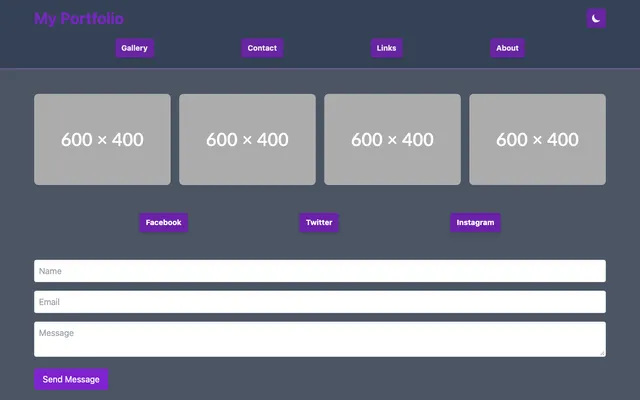 My Portfolio
Gallery Contact Links About
600 × 400 600 × 400 600 × 400 600 × 400
Facebook Twitter Instagram
Name
Email
Message
Send Message